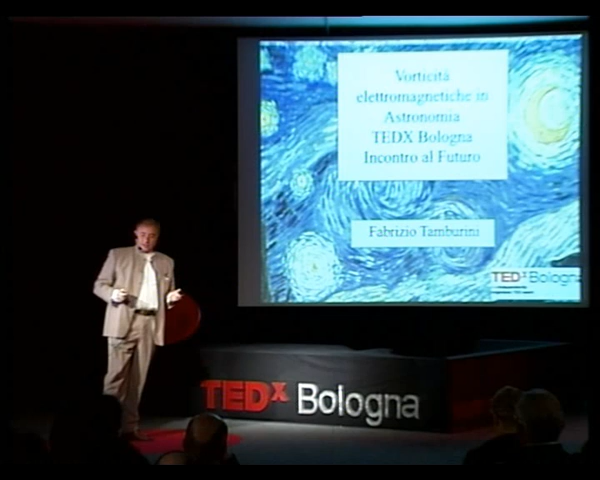 Vorticità
elettromagnetiche in
Astronomia
TEDX Bologna
Incontro al Futuro
Fabrizio Tamburini
TEDx Bologna
TEDx Bologna